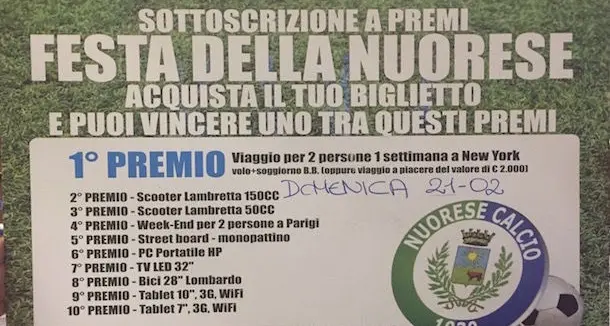 SOTTOSCRIZIONE A PREMI
FESTA DELLA NUORESE
ACQUISTA IL TUO BIGLIETTO
E PUOI VINCERE UNO TRA QUESTI PREMI
1° PREMIO Viaggio per 2 persone 1 settimana a New York
volo+soggiorno B.B. (oppure viaggio a piacere del valore di € 2.000)
2° PREMIO - Scooter Lambretta 150CC DOMENICA 21-02
3° PREMIO - Scooter Lambretta 50CC
4° PREMIO - Week-End per 2 persone a Parigi
5° PREMIO - Street board - monopattino
6° PREMIO - PC Portatile HP
7° PREMIO - TV LED 32"
8° PREMIO - Bici 28" Lombardo
9° PREMIO - Tablet 10", 3G, WiFi
10° PREMIO - Tablet 7", 3G, WiFi
NUORESE CALCIO
1930